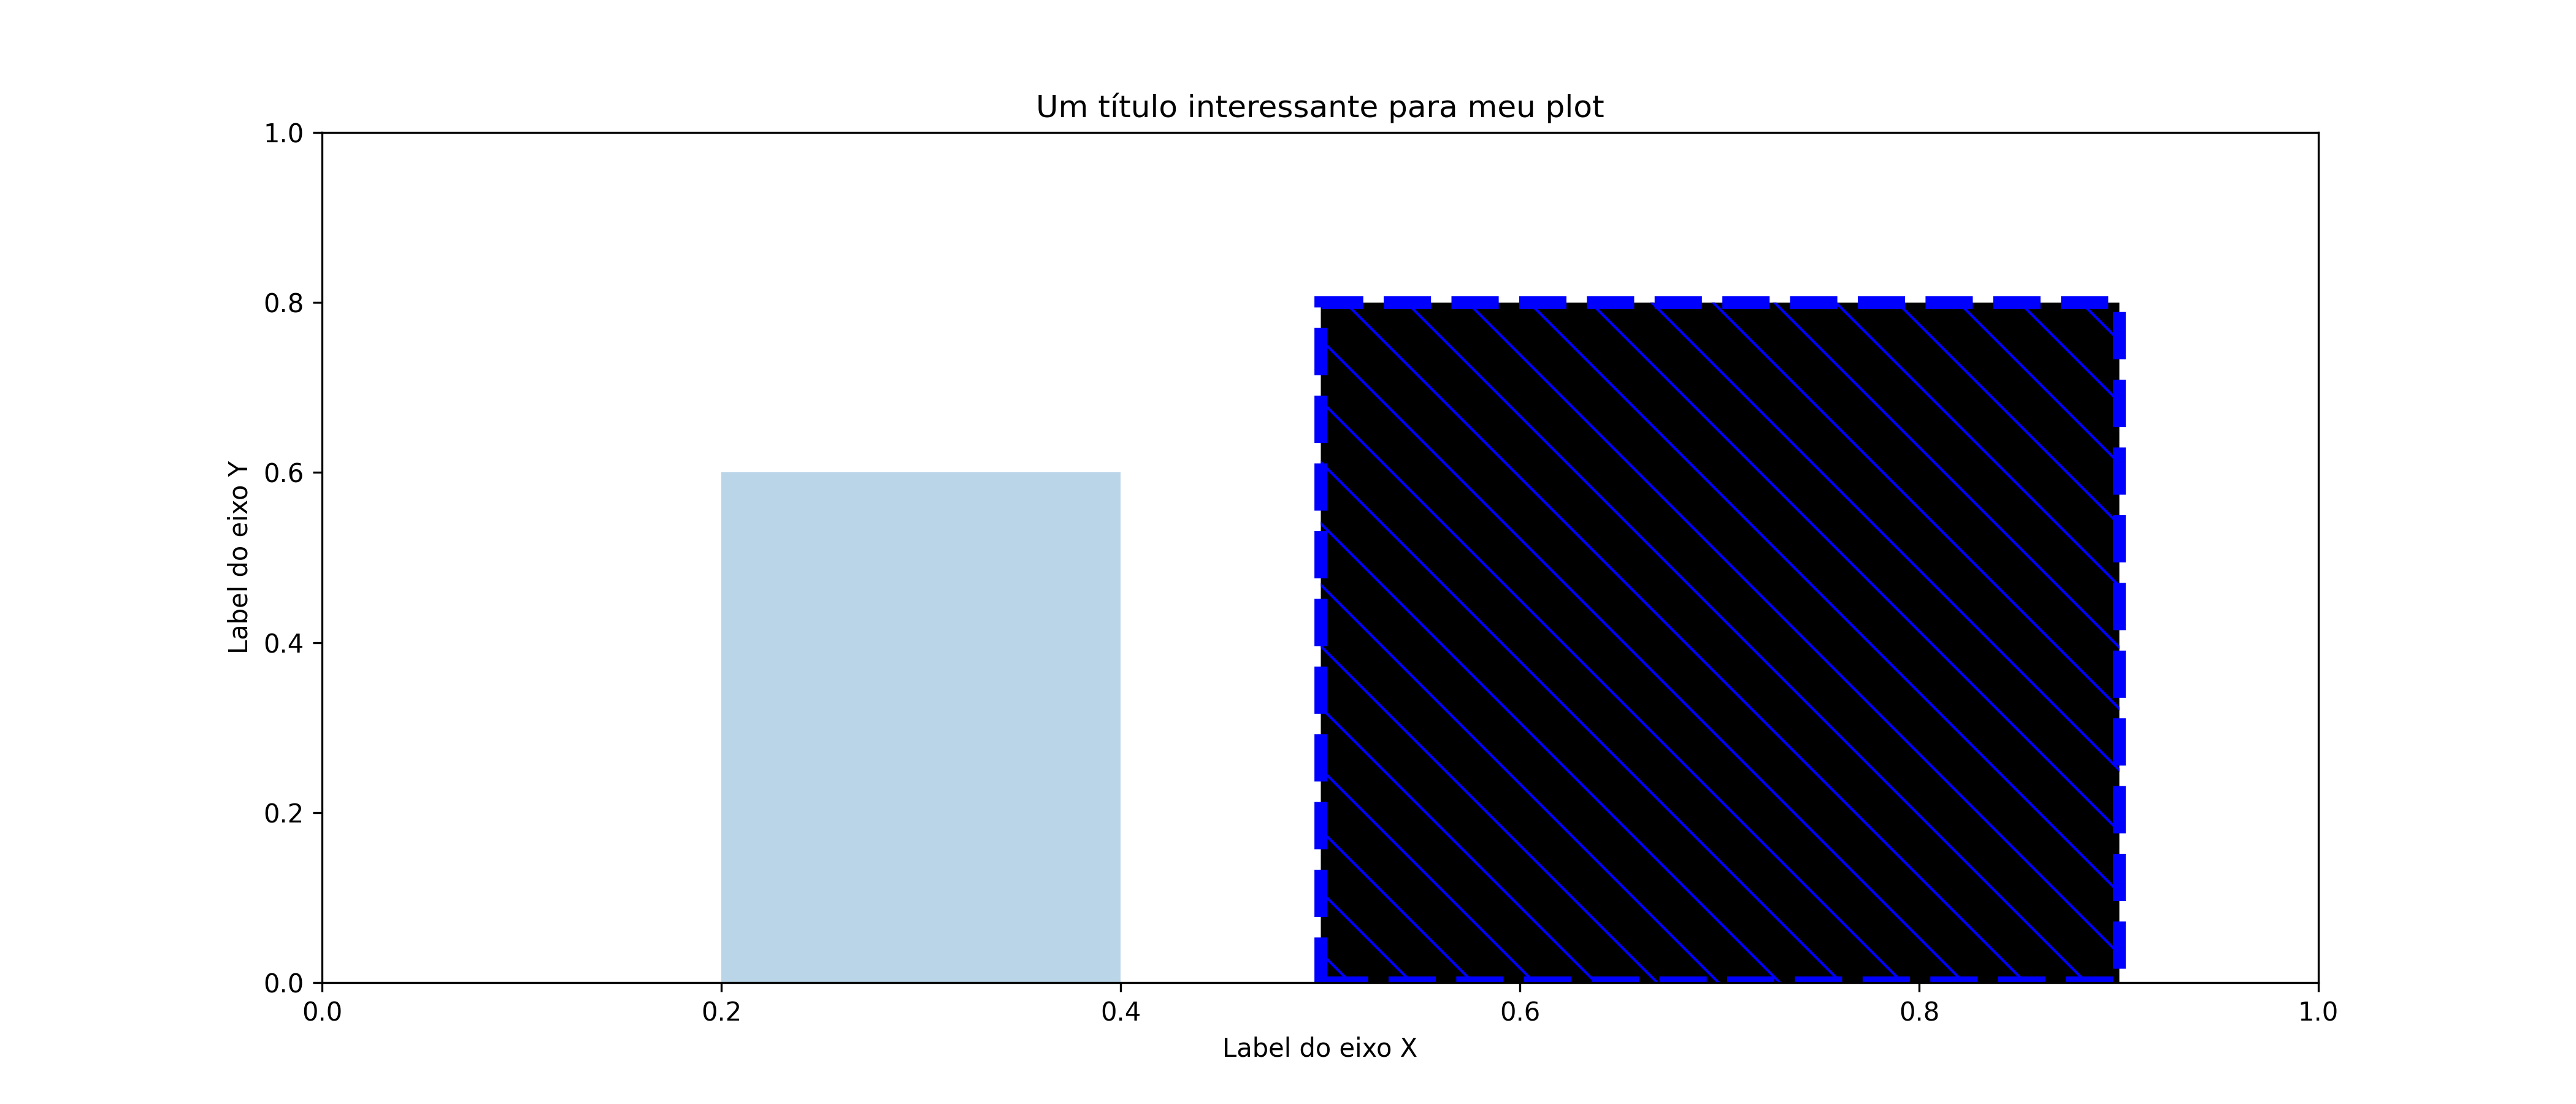 Um título interessante para meu plot
1.0
0.8
0.6
0.4
0.2
0.0
Label do eixo Y
0.0 0.2 0.4 0.6 0.8 1.0
Label do eixo X